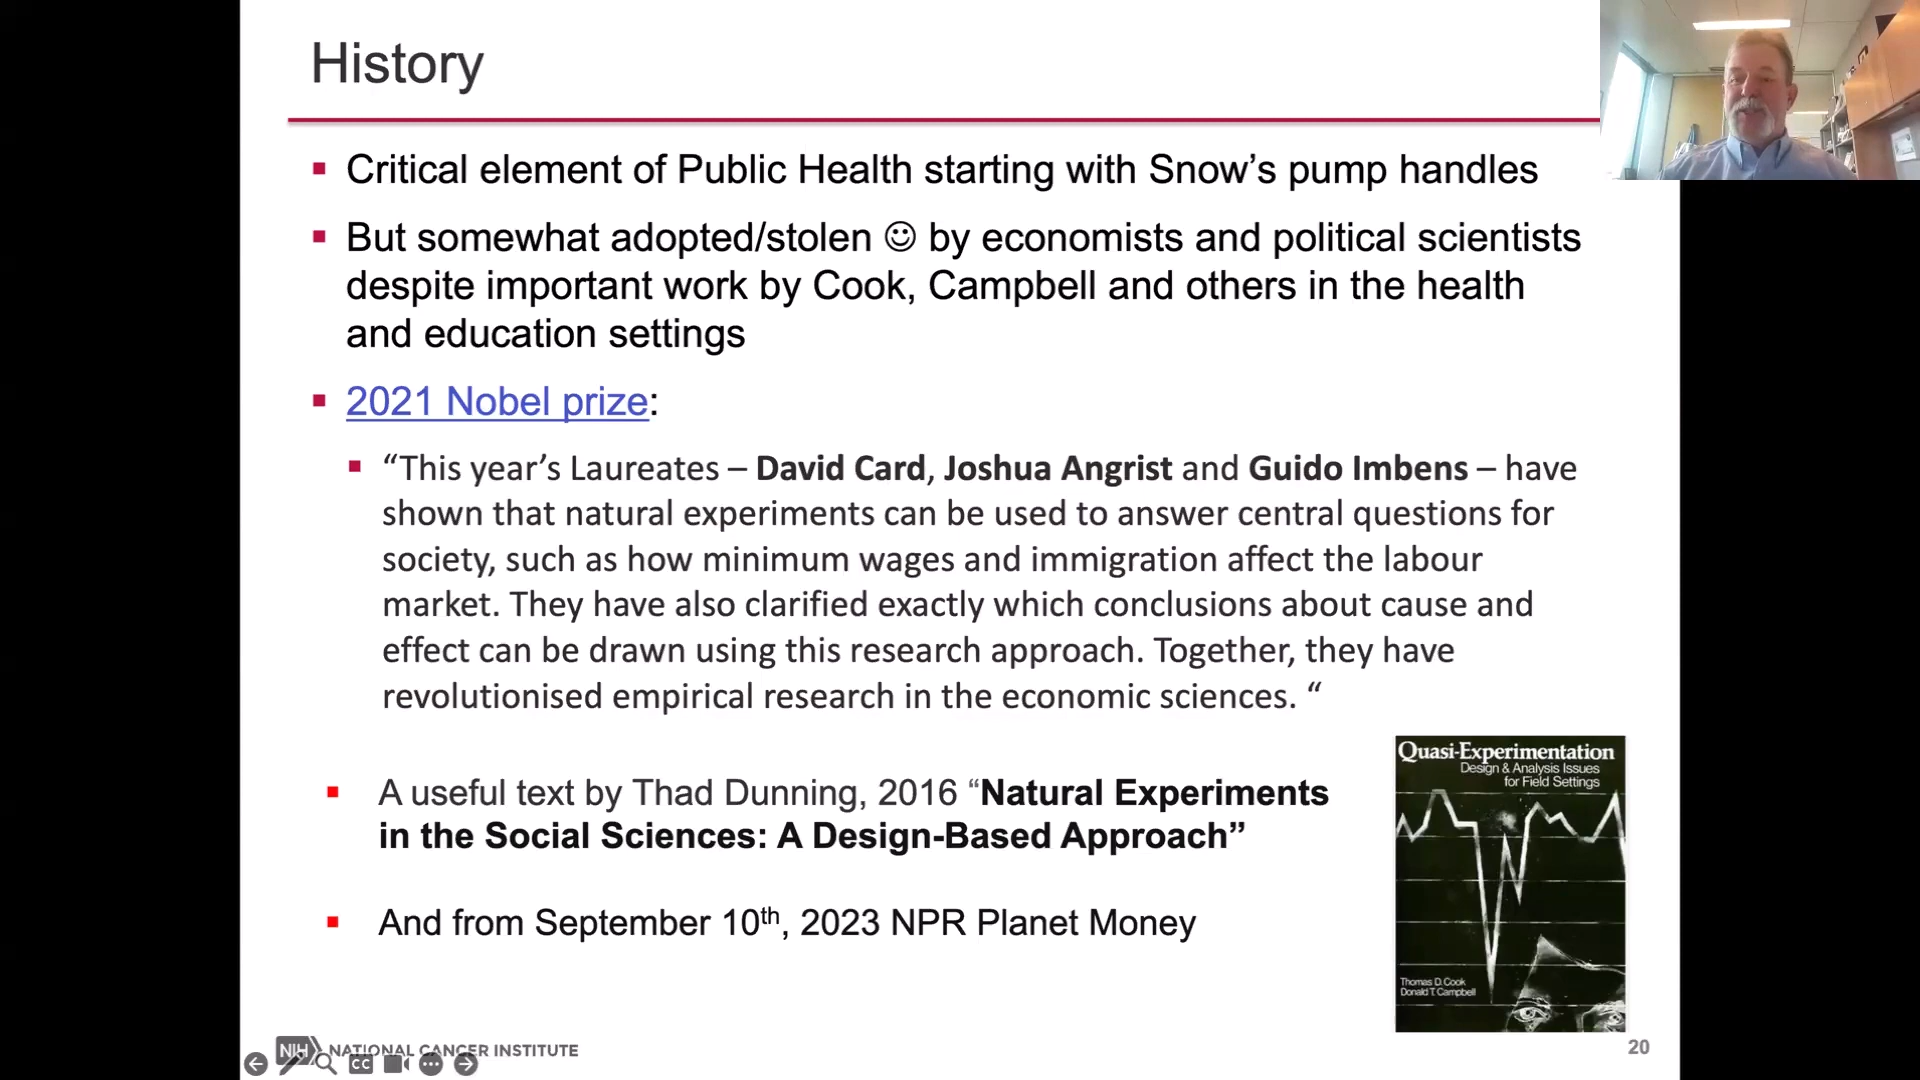 History
Critical element of Public Health starting with Snow’s pump handles
But somewhat adopted/stolen ☺ by economists and political scientists
despite important work by Cook, Campbell and others in the health
and education settings
2021 Nobel prize:
“This year’s Laureates – David Card, Joshua Angrist and Guido Imbens – have
shown that natural experiments can be used to answer central questions for
society, such as how minimum wages and immigration affect the labour
market. They have also clarified exactly which conclusions about cause and
effect can be drawn using this research approach. Together, they have
revolutionised empirical research in the economic sciences. “
A useful text by Thad Dunning, 2016 “Natural Experiments
in the Social Sciences: A Design-Based Approach”
And from September 10th, 2023 NPR Planet Money
Quasi-Experimentation
Design & Analysis Issues
for Field Settings
Thomas D. Cook
Donald T. Campbell
NIH NATIONAL CANCER INSTITUTE
CC
20